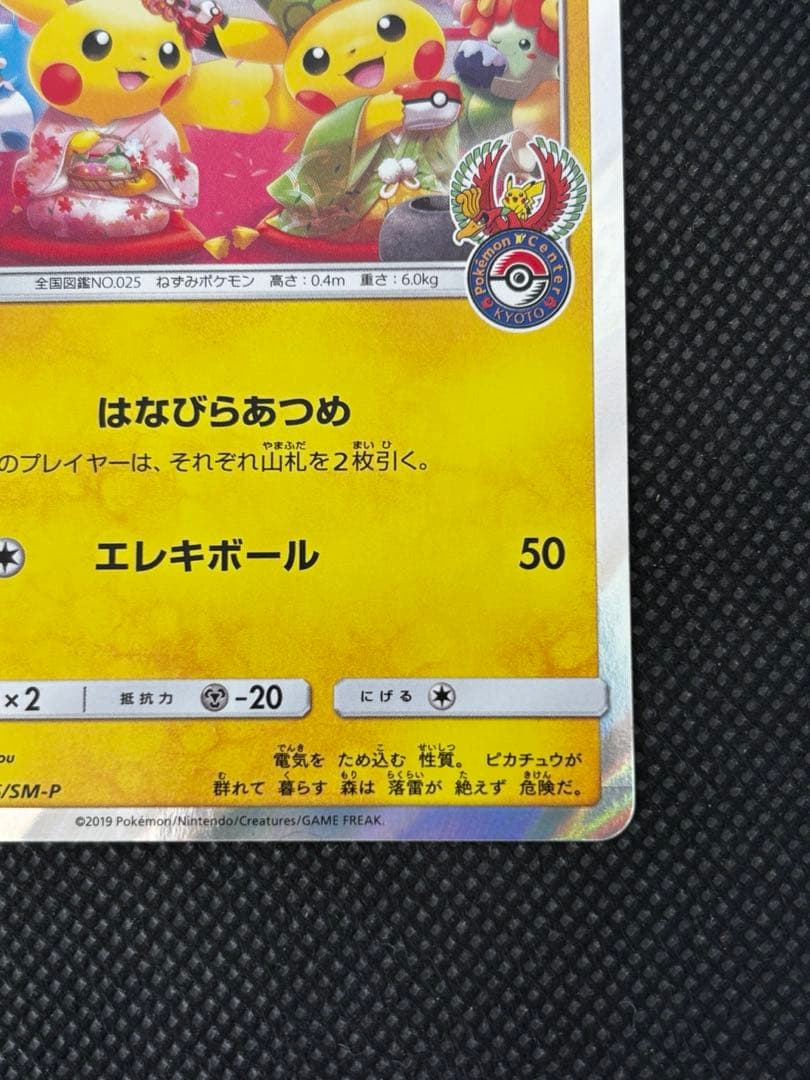 Pokémon Center
KYOTO
全国図鑑NO.025 ねずみポケモン 高さ:0.4m 重さ:6.0kg
はなびらあつめ
のプレイヤーは、それぞれ山札を2枚引く。
エレキボール 50
×2 抵抗力 -20 にげる
電気を ため込む 性質。 ピカチュウが
群れて 暮らす 森は 落雷が 絶えず 危険だ。
/SM-P
©2019 Pokémon/Nintendo/Creatures/GAME FREAK.